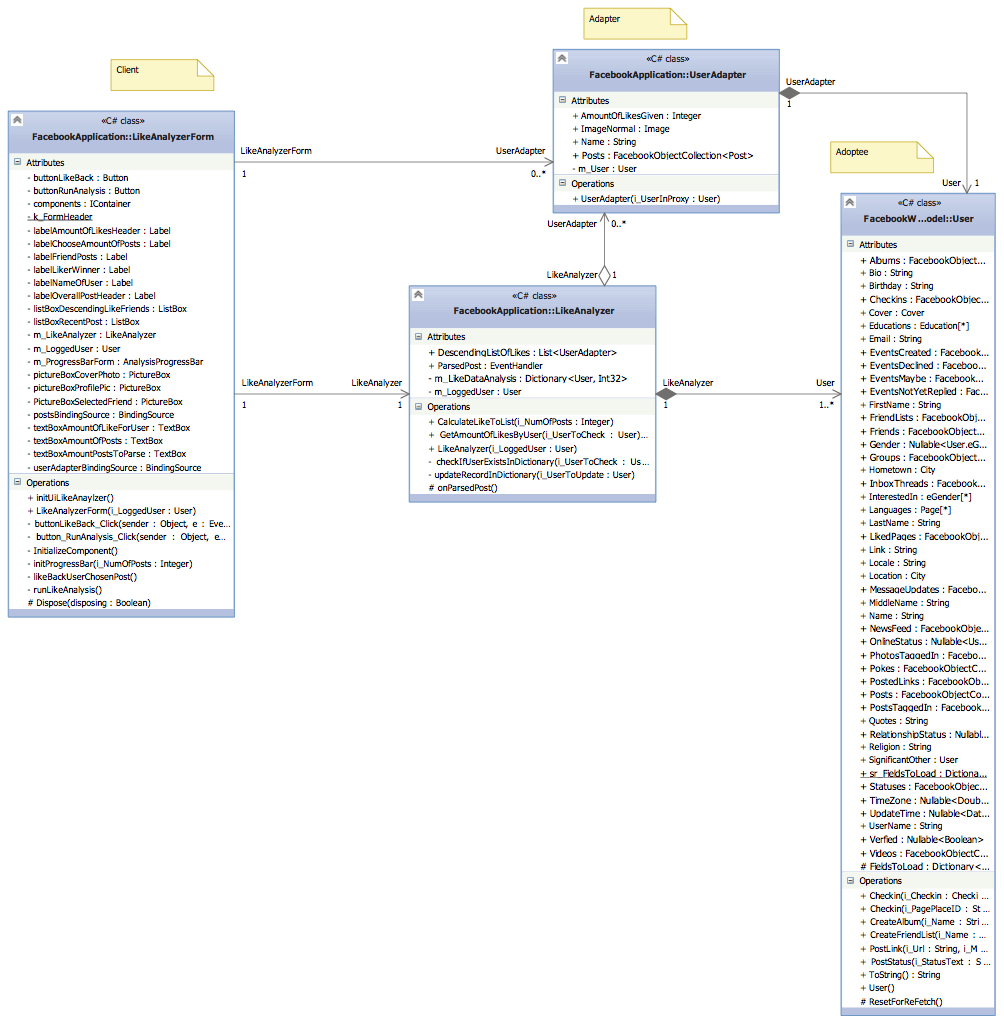 Adapter
Client
«C# class»
FacebookApplication::UserAdapter
Attributes
+ AmountOfLikesGiven : Integer
+ ImageNormal : Image
+ Name : String
+ Posts : FacebookObjectCollection<Post>
- m_User : User
Operations
+ UserAdapter(i_UserInProxy : User)
UserAdapter
1
Adoptee
User
1
«C# class»
FacebookApplication::LikeAnalyzerForm
Attributes
- buttonLikeBack : Button
- buttonRunAnalysis : Button
- components : IContainer
- k_FormHeader
- labelAmountOfLikesHeader : Label
- labelChooseAmountOfPosts : Label
- labelFriendPosts : Label
- labelLikerWinner : Label
- labelNameOfUser : Label
- labelOverallPostHeader : Label
- listBoxDescendingLikeFriends : ListBox
- listBoxRecentPost : ListBox
- m_LikeAnalyzer : LikeAnalyzer
- m_LoggedUser : User
- m_ProgressBarForm : AnalysisProgressBar
- pictureBoxCoverPhoto : PictureBox
- pictureBoxProfilePic : PictureBox
- PictureBoxSelectedFriend : PictureBox
- postsBindingSource : BindingSource
- textBoxAmountOfLikeForUser : TextBox
- textBoxAmountOfPosts : TextBox
- textBoxAmountPostsToParse : TextBox
- userAdapterBindingSource : BindingSource
Operations
+ initUiLikeAnaylzer()
+ LikeAnalyzerForm(i_LoggedUser : User)
- buttonLikeBack_Click(sender : Object, e : Eve...
- button_RunAnalysis_Click(sender : Object, e...
- InitializeComponent()
- initProgressBar(i_NumOfPosts : Integer)
- likeBackUserChosenPost()
- runLikeAnalysis()
# Dispose(disposing : Boolean)
LikeAnalyzerForm
UserAdapter
1
0..*
UserAdapter
0..*
LikeAnalyzer
1
LikeAnalyzerForm
LikeAnalyzer
1
1
«C# class»
FacebookApplication::LikeAnalyzer
Attributes
+ DescendingListOfLikes : List<UserAdapter>
+ ParsedPost : EventHandler
- m_LikeDataAnalysis : Dictionary<User, Int32>
- m_LoggedUser : User
Operations
+ CalculateLikeToList(i_NumOfPosts : Integer)
+ GetAmountOfLikesByUser(i_UserToCheck : User)...
+ LikeAnalyzer(i_LoggedUser : User)
- checkIfUserExistsInDictionary(i_UserToCheck : Us...
- updateRecordInDictionary(i_UserToUpdate : User)
# onParsedPost()
LikeAnalyzer
User
1
1..*
«C# class»
FacebookW...odel::User
Attributes
+ Albums : FacebookObject...
+ Bio : String
+ Birthday : String
+ Checkins : FacebookObjec...
+ Cover : Cover
+ Educations : Education[*]
+ Email : String
+ EventsCreated : Facebook...
+ EventsDeclined : Faceboo...
+ EventsMaybe : Facebook...
+ EventsNotYetReplied : Fac...
+ FirstName : String
+ FriendLists : FacebookObj...
+ Friends : FacebookObject...
+ Gender : Nullable<User.eG...
+ Groups : FacebookObject...
+ Hometown : City
+ InboxThreads : Facebook...
+ InterestedIn : eGender[*]
+ Languages : Page[*]
+ LastName : String
+ LikedPages : FacebookObj...
+ Link : String
+ Locale : String
+ Location : City
+ MessageUpdates : Facebo...
+ MiddleName : String
+ Name : String
+ NewsFeed : FacebookObje...
+ OnlineStatus : Nullable<Us...
+ PhotosTaggedIn : Facebo...
+ Pokes : FacebookObjectC...
+ PostedLinks : FacebookOb...
+ Posts : FacebookObjectCo...
+ PostsTaggedIn : Facebook...
+ Quotes : String
+ RelationshipStatus : Nullabl...
+ Religion : String
+ SignificantOther : User
+ sr_FieldsToLoad : Dictiona...
+ Statuses : FacebookObjec...
+ TimeZone : Nullable<Doub...
+ UpdateTime : Nullable<Dat...
+ UserName : String
+ Verfied : Nullable<Boolean>
+ Videos : FacebookObjectC...
# FieldsToLoad : Dictionary<...
Operations
+ Checkin(i_Checkin : Checki ...
+ Checkin(i_PagePlaceID : St ...
+ CreateAlbum(i_Name : Stri ...
+ CreateFriendList(i_Name : ...
+ PostLink(i_Url : String, i_M ...
+ PostStatus(i_StatusText : S ...
+ ToString() : String
+ User()
# ResetForReFetch()